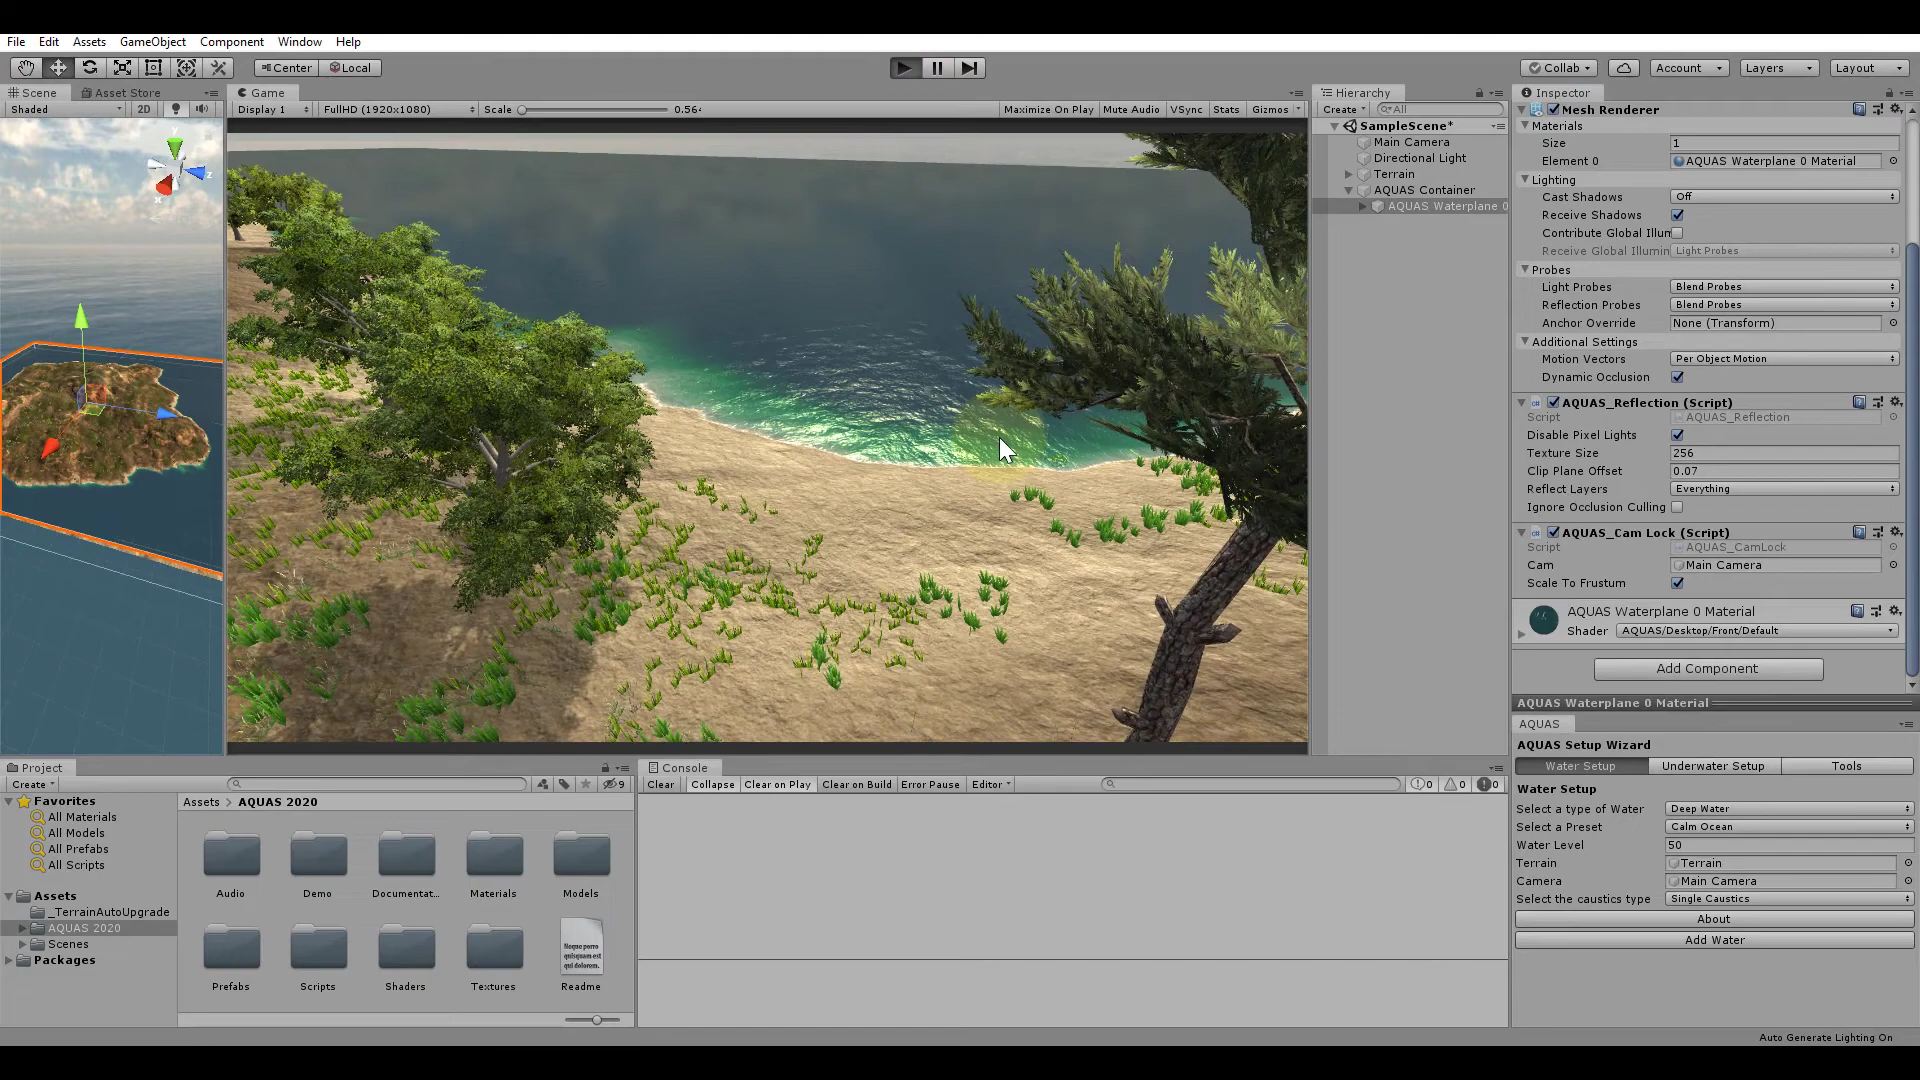 File Edit Assets GameObject Component Window Help
Center Local
Collab Account Layers Layout
Scene Asset Store
Shaded 2D
Game
Display 1 FullHD (1920x1080) Scale 0.56 Maximize On Play Mute Audio VSync Stats Gizmos
y
z
x
Hierarchy
Create All
SampleScene*
Main Camera
Directional Light
Terrain
AQUAS Container
AQUAS Waterplane 0
Inspector
Mesh Renderer
Materials
Size 1
Element 0 AQUAS Waterplane 0 Material
Lighting
Cast Shadows Off
Receive Shadows
Contribute Global Illum
Receive Global Illumin Light Probes
Probes
Light Probes Blend Probes
Reflection Probes Blend Probes
Anchor Override None (Transform)
Additional Settings
Motion Vectors Per Object Motion
Dynamic Occlusion
AQUAS_Reflection (Script)
Script AQUAS_Reflection
Disable Pixel Lights
Texture Size 256
Clip Plane Offset 0.07
Reflect Layers Everything
Ignore Occlusion Culling
AQUAS_Cam Lock (Script)
Script AQUAS_CamLock
Cam Main Camera
Scale To Frustum
AQUAS Waterplane 0 Material
Shader AQUAS/Desktop/Front/Default
Add Component
AQUAS Waterplane 0 Material
AQUAS
AQUAS Setup Wizard
Water Setup Underwater Setup Tools
Water Setup
Select a type of Water Deep Water
Select a Preset Calm Ocean
Water Level 50
Terrain Terrain
Camera Main Camera
Select the caustics type Single Caustics
About
Add Water
Project
Create 9
Favorites
All Materials
All Models
All Prefabs
All Scripts
Assets
_TerrainAutoUpgrade
AQUAS 2020
Scenes
Packages
Assets > AQUAS 2020
Audio Demo Documentat... Materials Models
Neque porro
quisquam est
qui dolorem.
Prefabs Scripts Shaders Textures Readme
Console
Clear Collapse Clear on Play Clear on Build Error Pause Editor 0 0 0
Auto Generate Lighting On